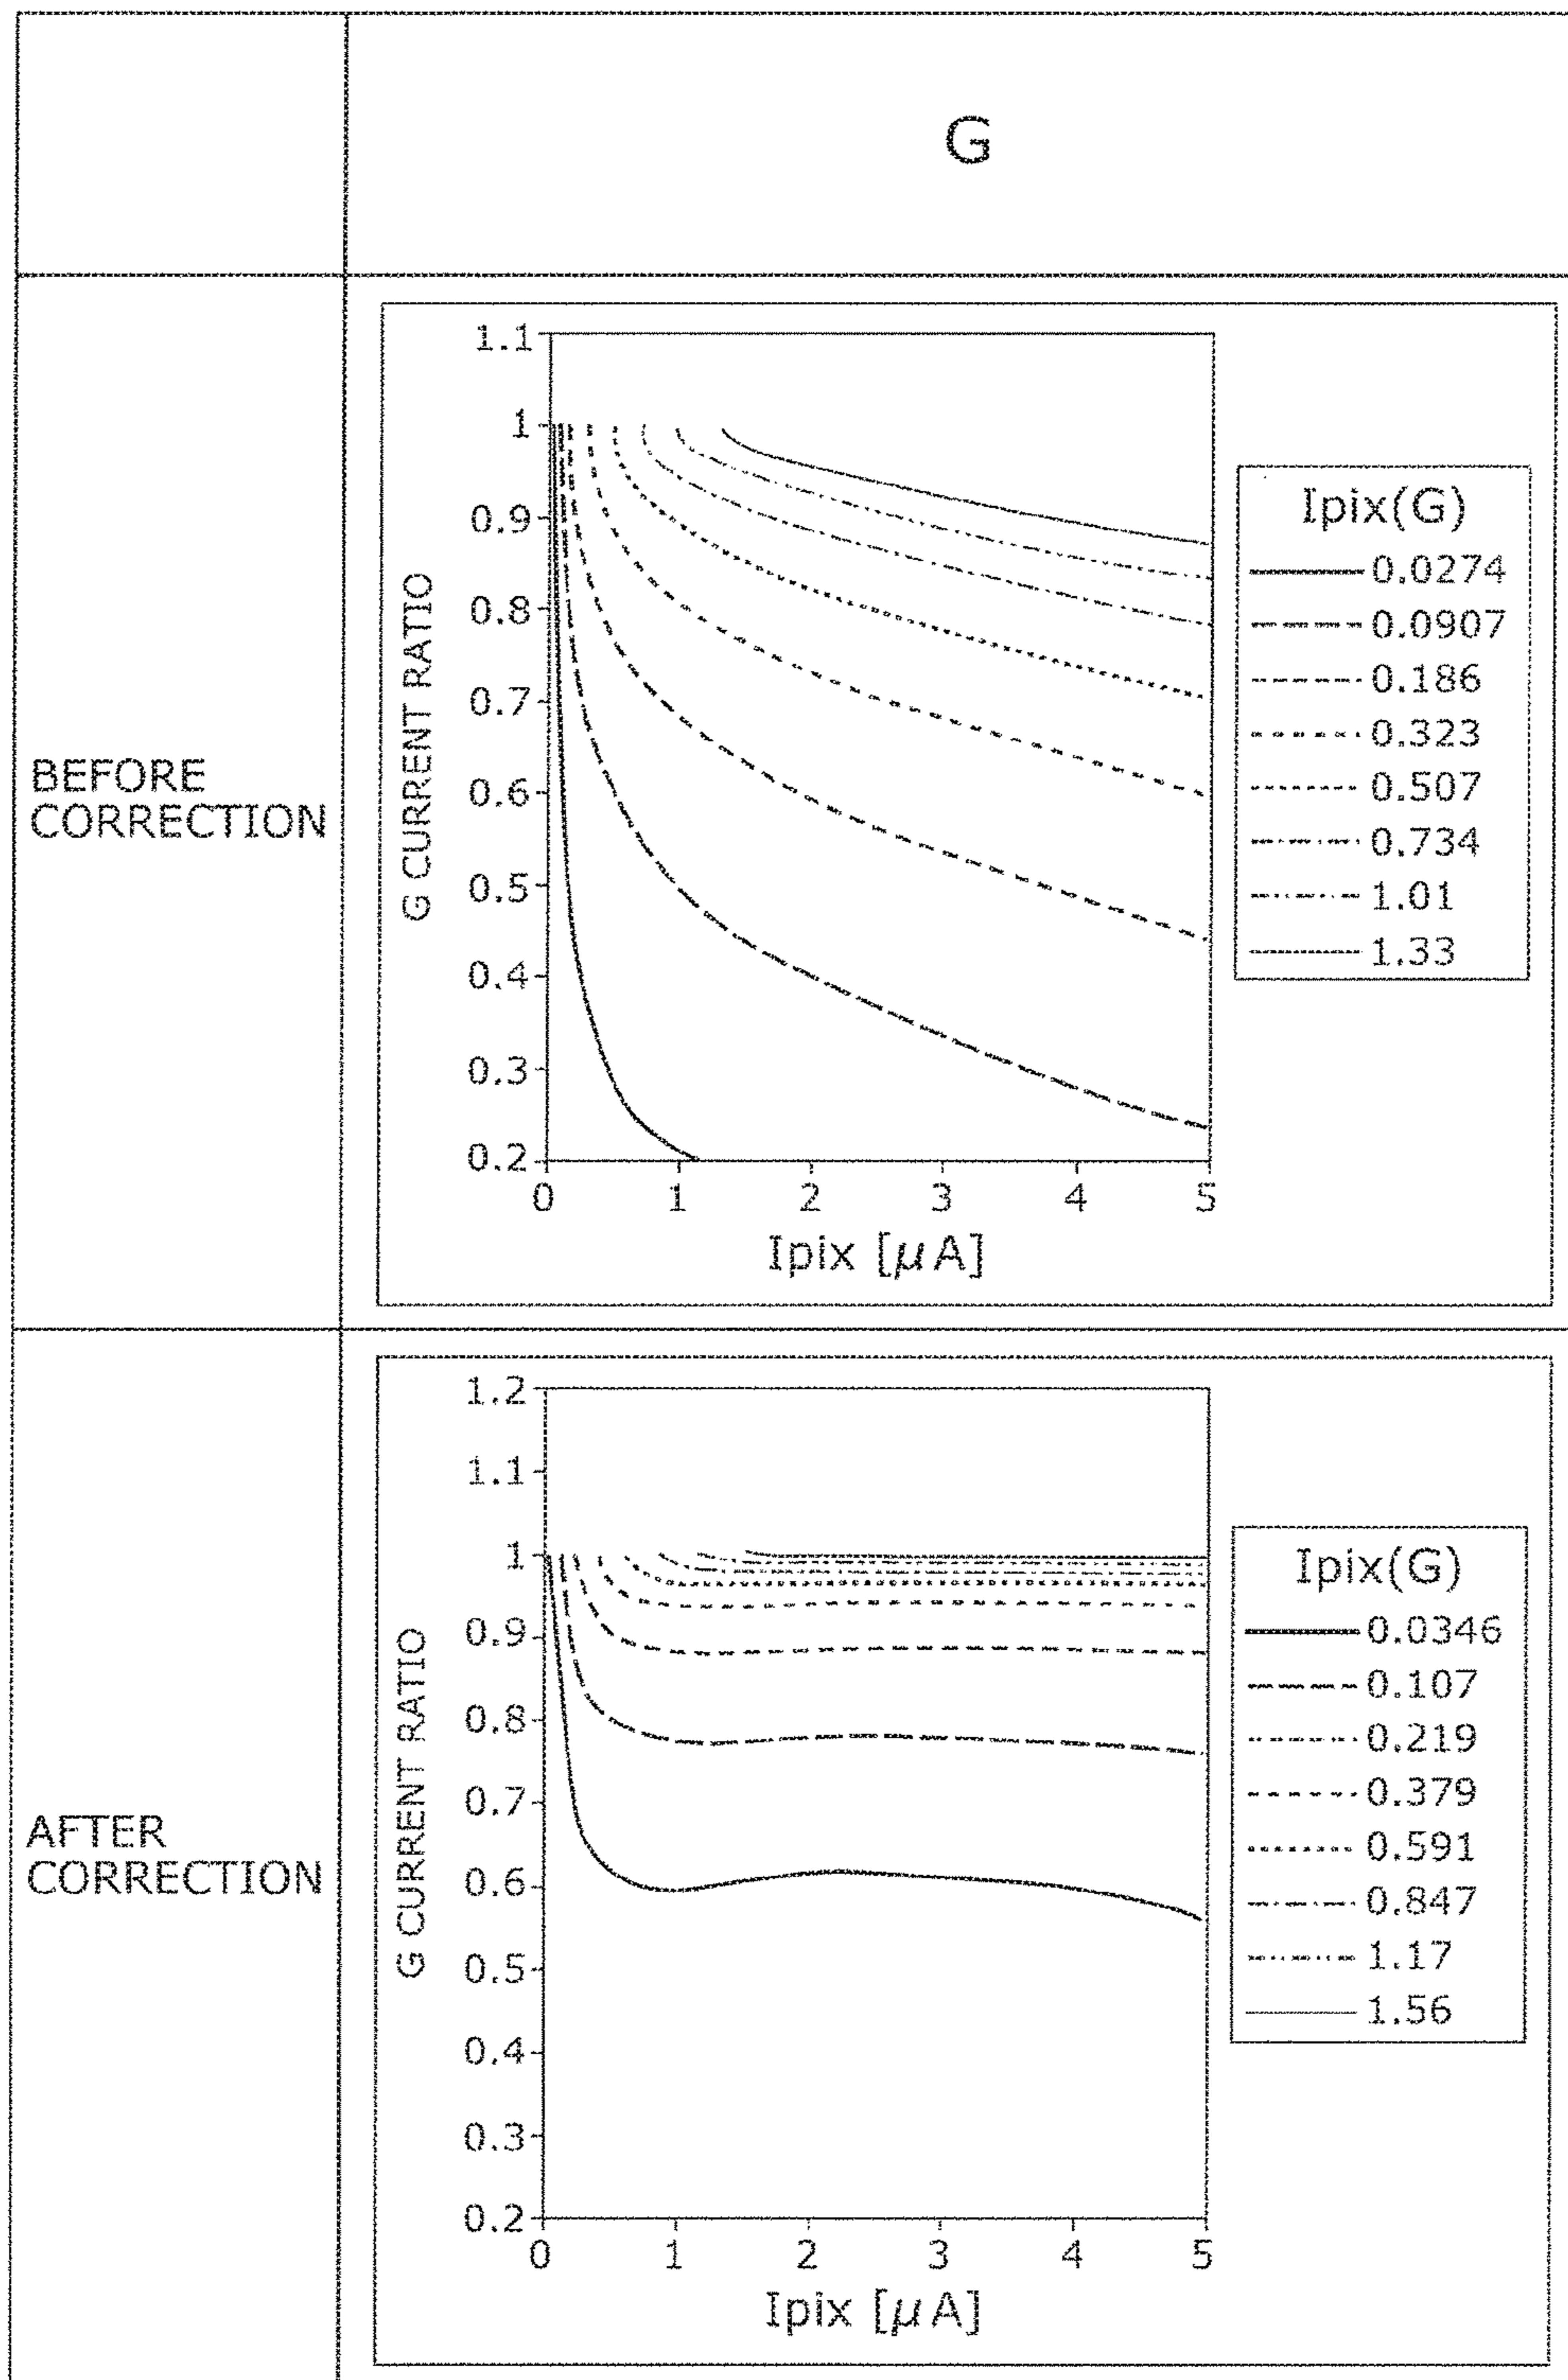 G
BEFORE
CORRECTION
G CURRENT RATIO
1.1
1
0.9
0.8
0.7
0.6
0.5
0.4
0.3
0.2
0 1 2 3 4 5
Ipix [μA]
Ipix(G)
0.0274
0.0907
0.186
0.323
0.507
0.734
1.01
1.33
AFTER
CORRECTION
G CURRENT RATIO
1.2
1.1
1
0.9
0.8
0.7
0.6
0.5
0.4
0.3
0.2
0 1 2 3 4 5
Ipix [μA]
Ipix(G)
0.0346
0.107
0.219
0.379
0.591
0.847
1.17
1.56